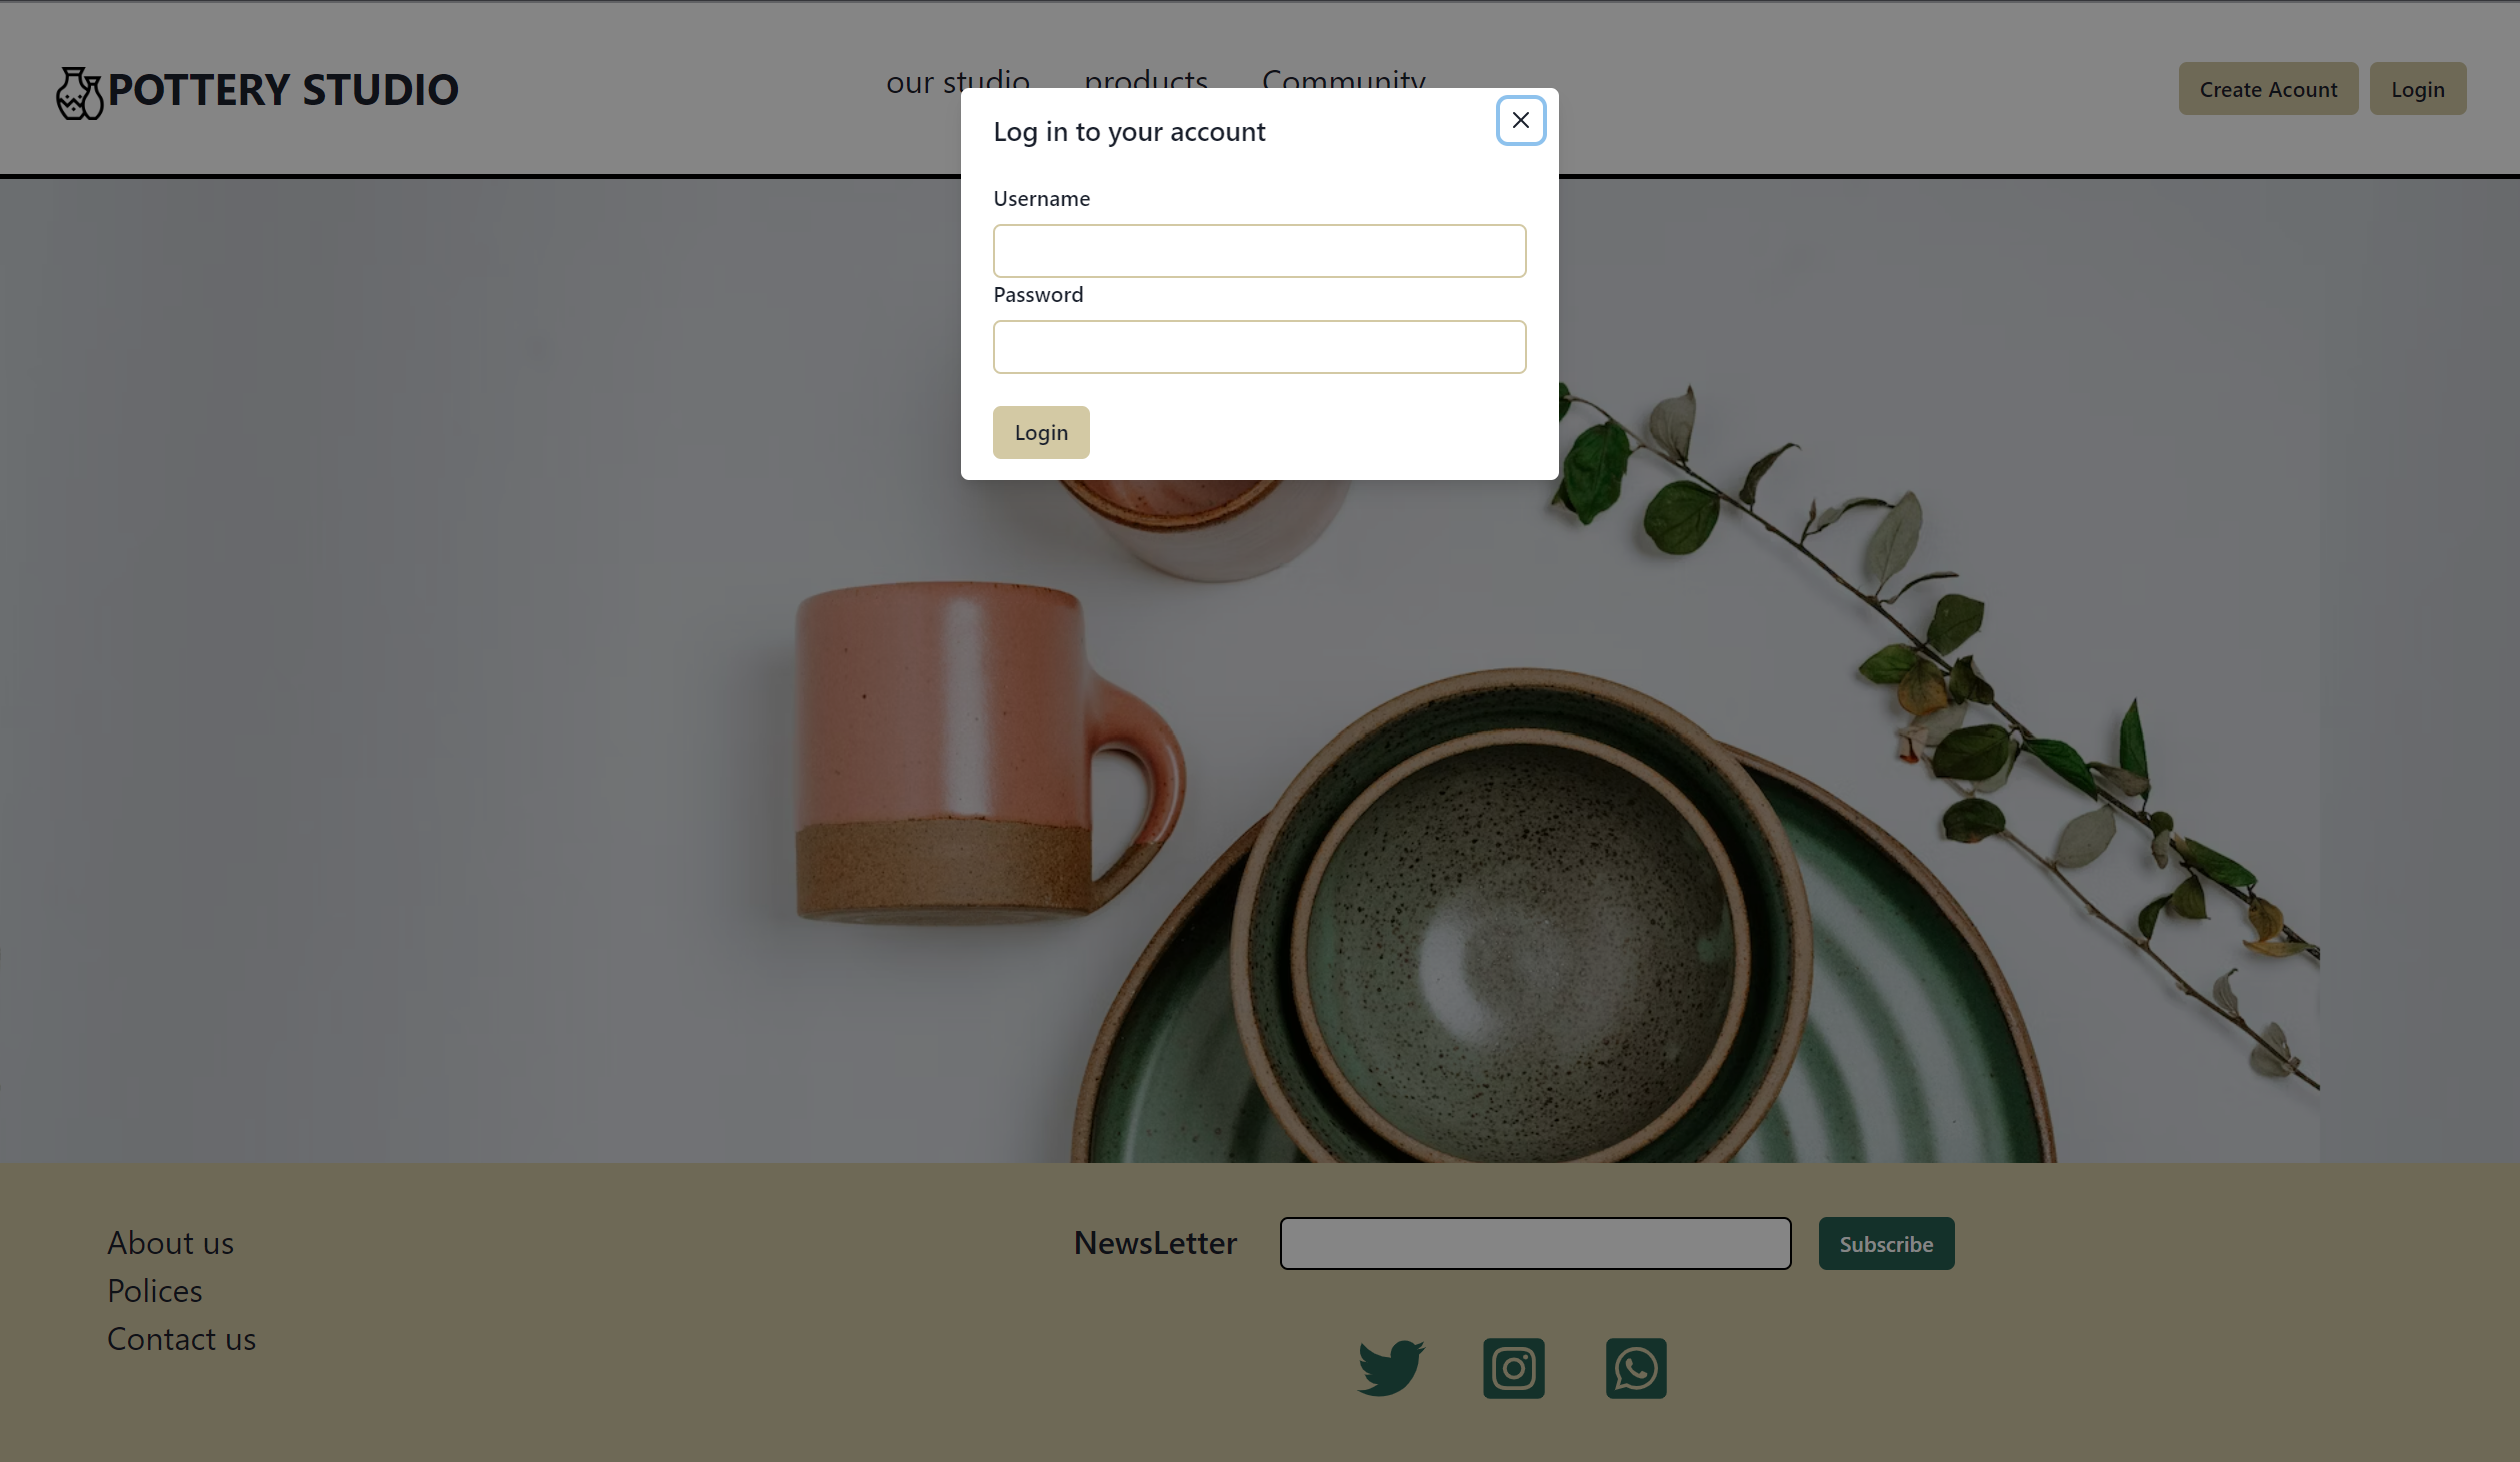 POTTERY STUDIO
our studio products Community
Create Acount Login
Log in to your account
Username
Password
Login
About us
Polices
Contact us
NewsLetter
Subscribe